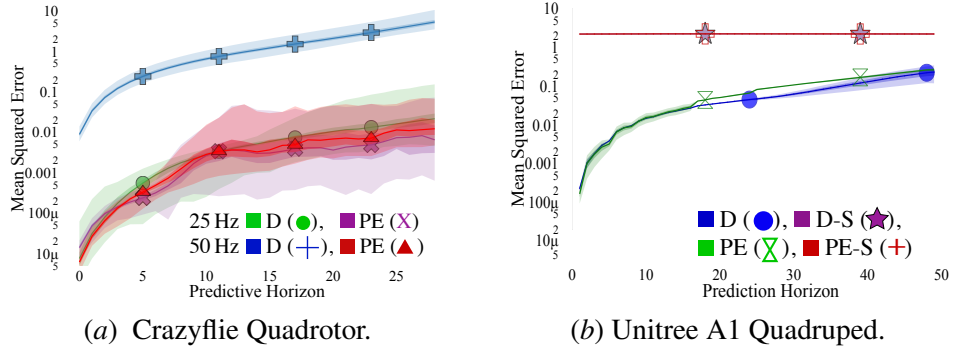 Mean Squared Error
10
5
2
1
5
2
0.1
5
2
0.01
5
2
0.001
5
2
100μ
5
2
10μ
5
25 Hz D ( ), PE (X)
50 Hz D (+), PE ( )
0 5 10 15 20 25
Predictive Horizon
(a) Crazyflie Quadrotor.
Mean Squared Error
10
5
2
1
5
2
0.1
5
2
0.01
5
2
0.001
5
2
100μ
5
2
10μ
5
D ( ), D-S ( ),
PE ( ), PE-S (+)
0 10 20 30 40 50
Prediction Horizon
(b) Unitree A1 Quadruped.